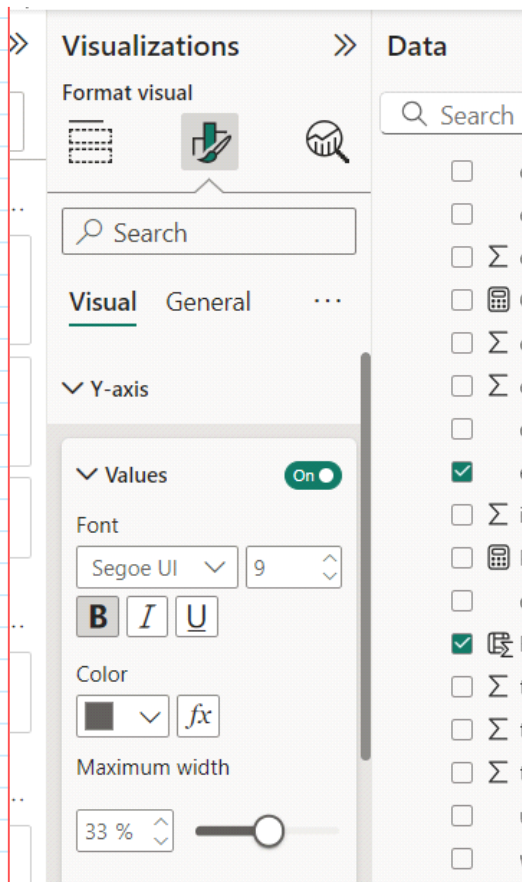 Visualizations
Data
Format visual
Search
Search
Visual General ...
Y-axis
Values
On
Font
Segoe UI
9
B I U
Color
fx
Maximum width
33 %